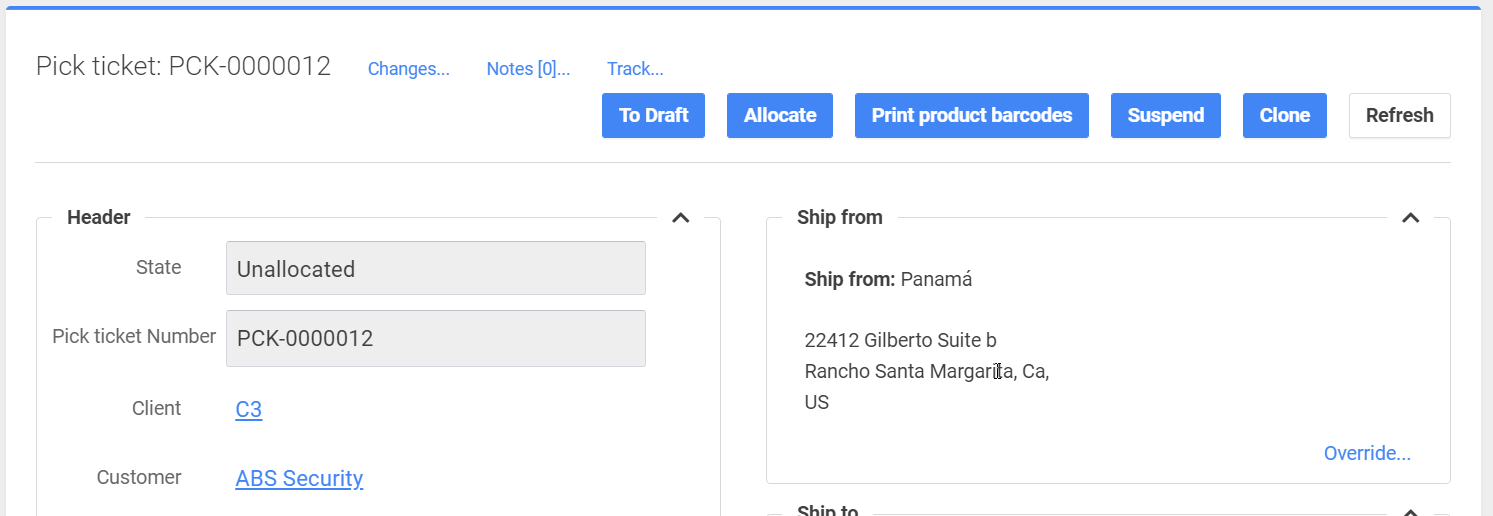 Pick ticket: PCK-0000012 Changes... Notes [0]... Track...
To Draft Allocate Print product barcodes Suspend Clone Refresh
Header
State Unallocated
Pick ticket Number PCK-0000012
Client C3
Customer ABS Security
Ship from
Ship from: Panamá
22412 Gilberto Suite b
Rancho Santa Margarita, Ca,
US
Override...
Ship to